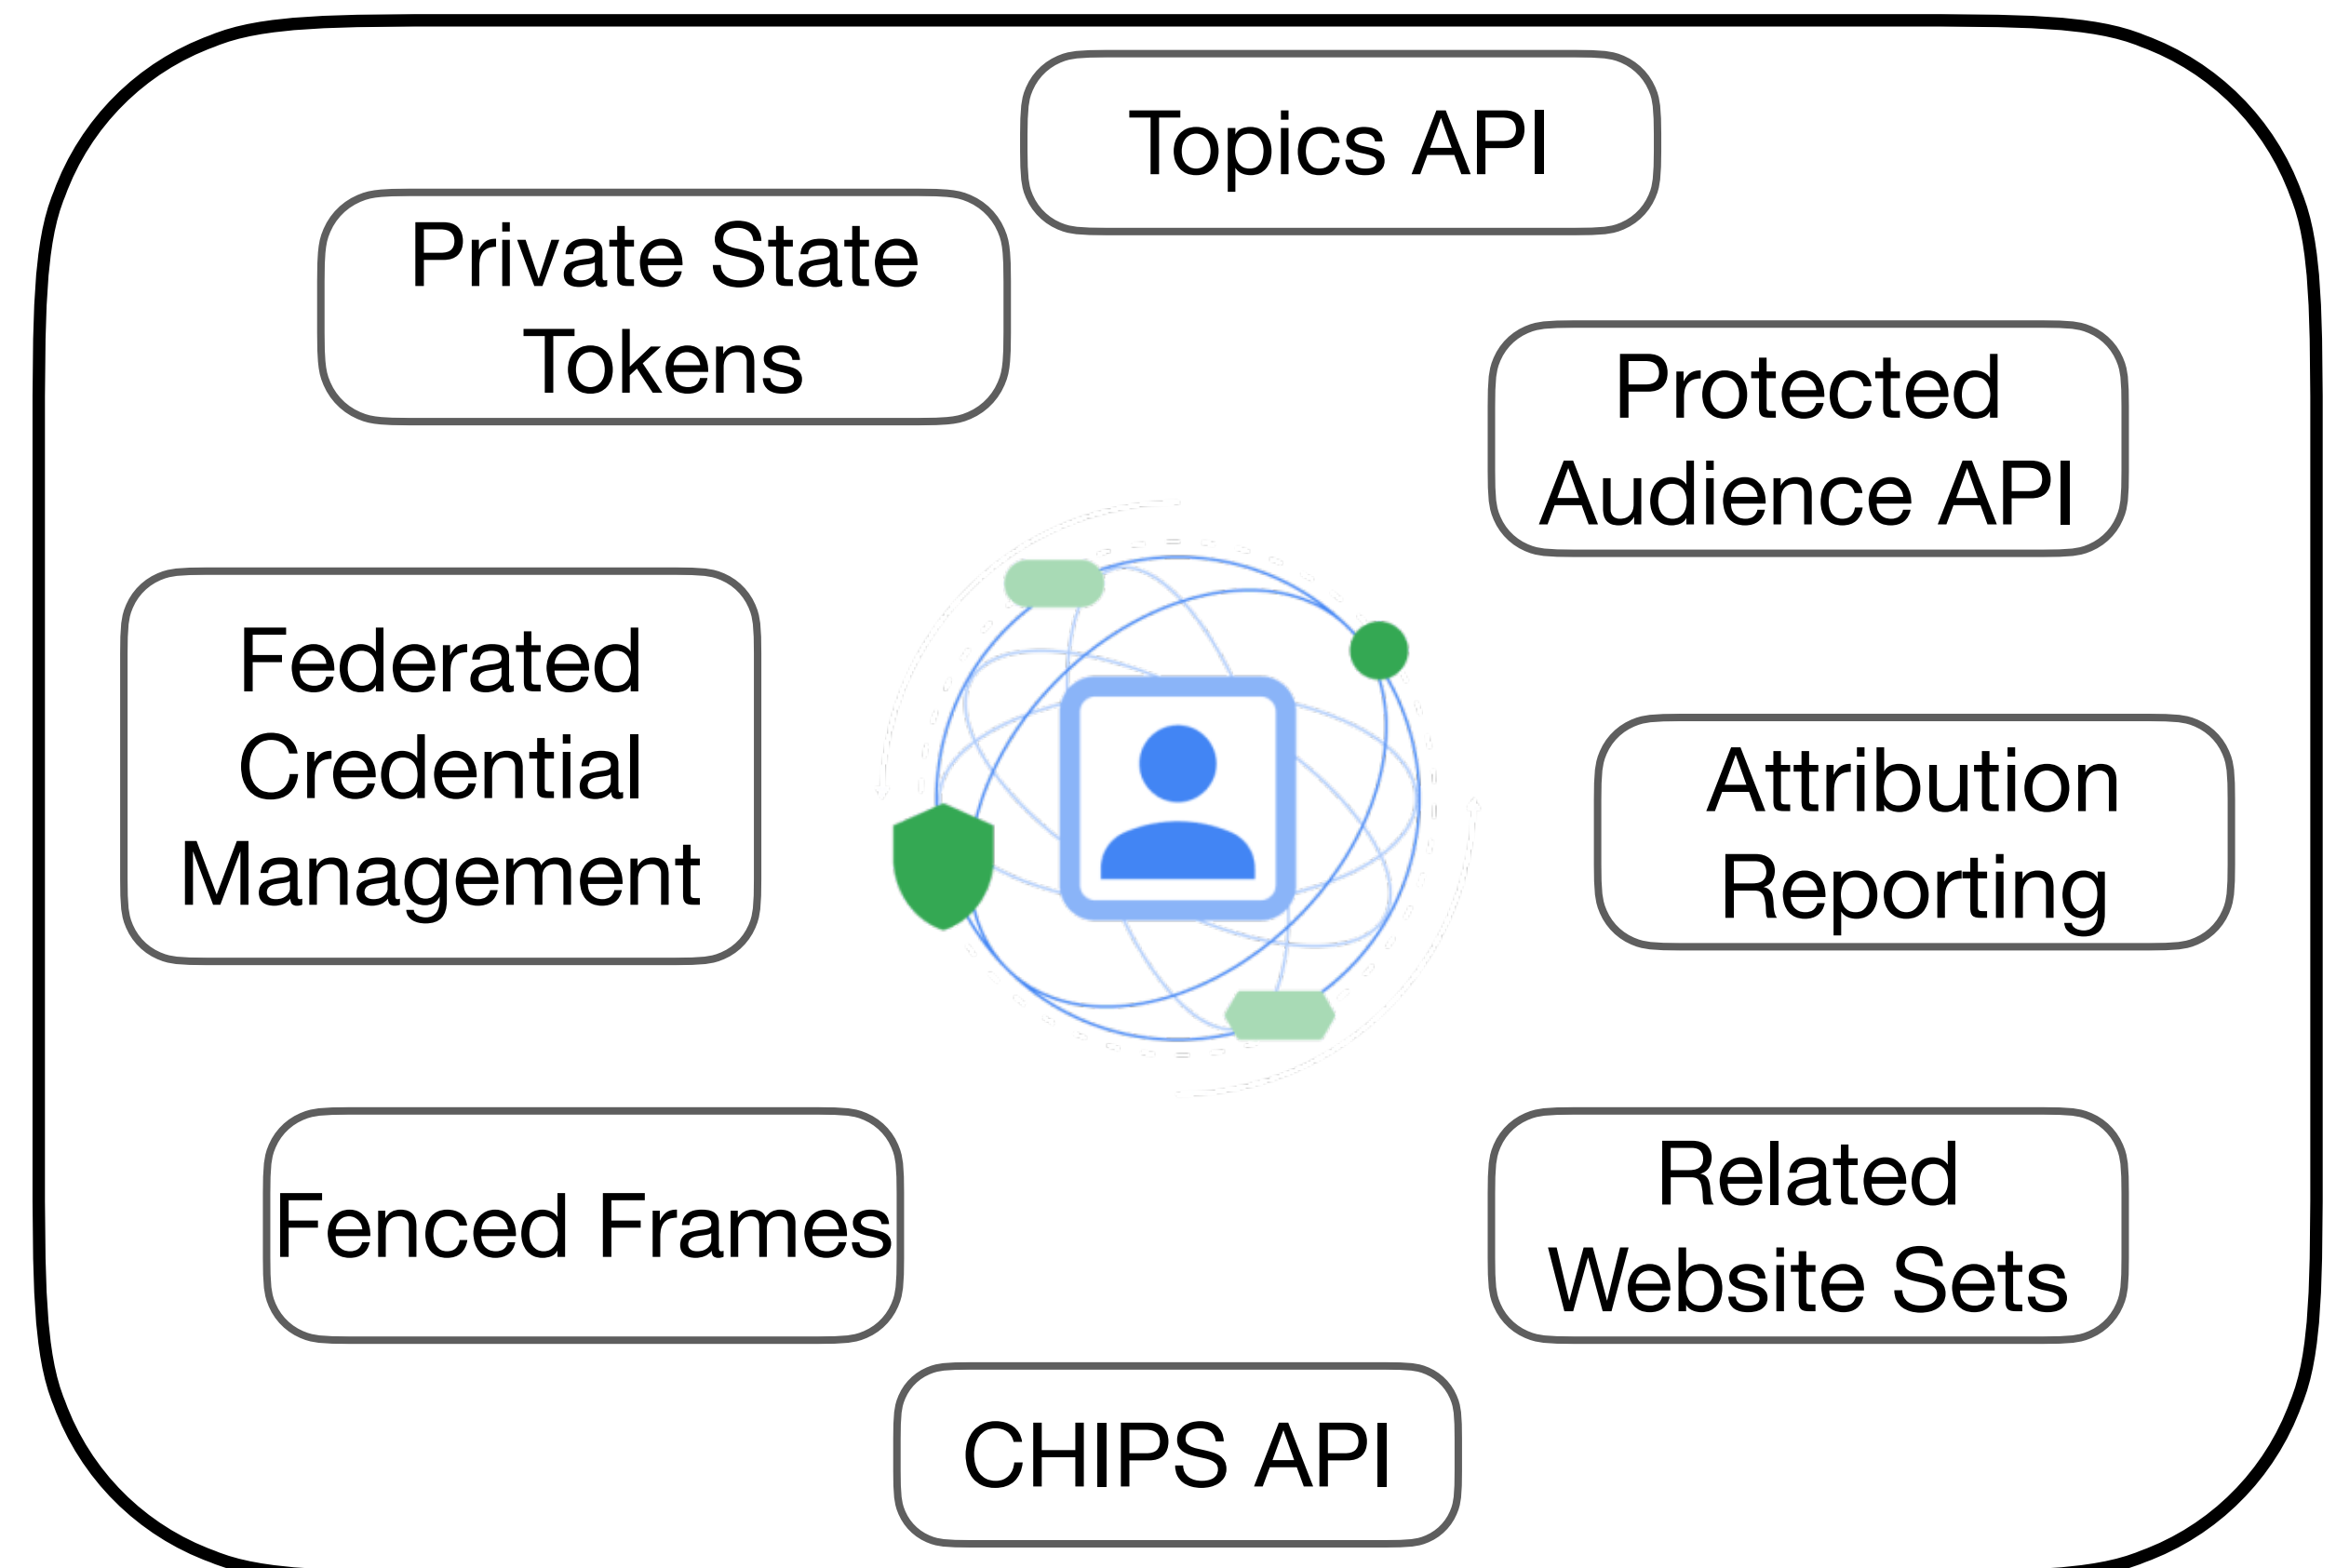 Topics API
Private State
Tokens
Protected
Audience API
Federated
Credential
Management
Attribution
Reporting
Fenced Frames
Related
Website Sets
CHIPS API